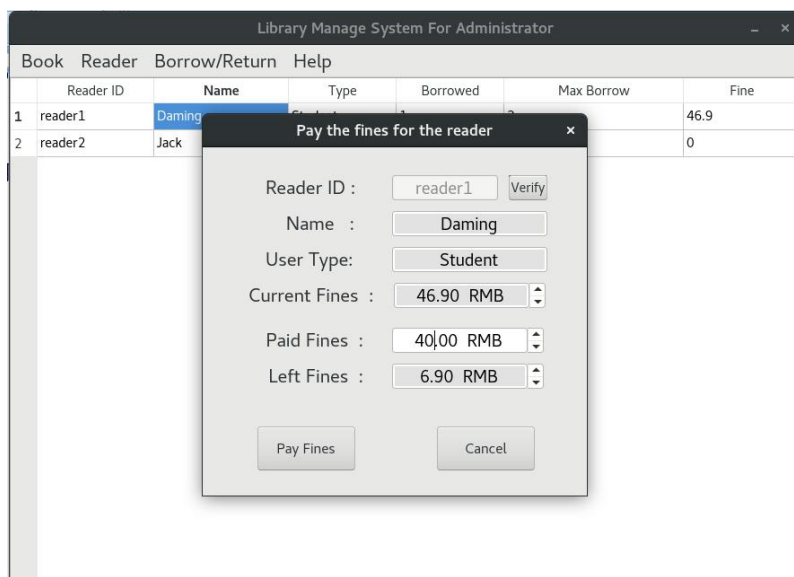 Library Manage System For Administrator
Book Reader Borrow/Return Help
Reader ID Name Type Borrowed Max Borrow Fine
1 reader1 Daming 46.9
2 reader2 Jack 0
Pay the fines for the reader
Reader ID : reader1 Verify
Name : Daming
User Type: Student
Current Fines : 46.90 RMB
Paid Fines : 40.00 RMB
Left Fines : 6.90 RMB
Pay Fines Cancel